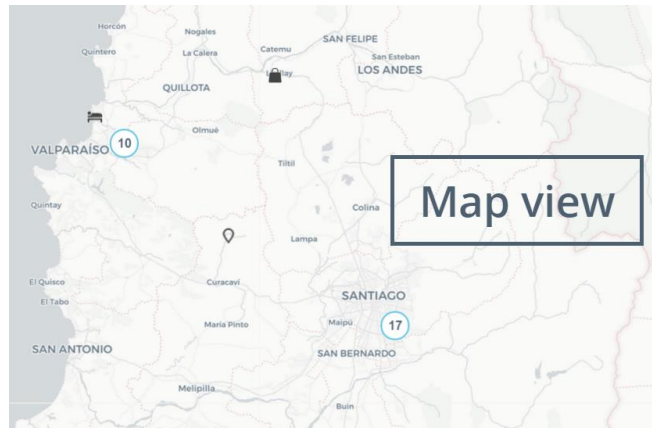 Horcón
Nogales
SAN FELIPE
Quintero
La Calera
Catemu
San Esteban
LOS ANDES
QUILLOTA
Olmué
VALPARAÍSO
10
Tiltil
Map view
Quintay
Colina
Lampa
El Quisco
Curacaví
El Tabo
SANTIAGO
María Pinto
Maipú
17
SAN ANTONIO
SAN BERNARDO
Melipilla
Buin